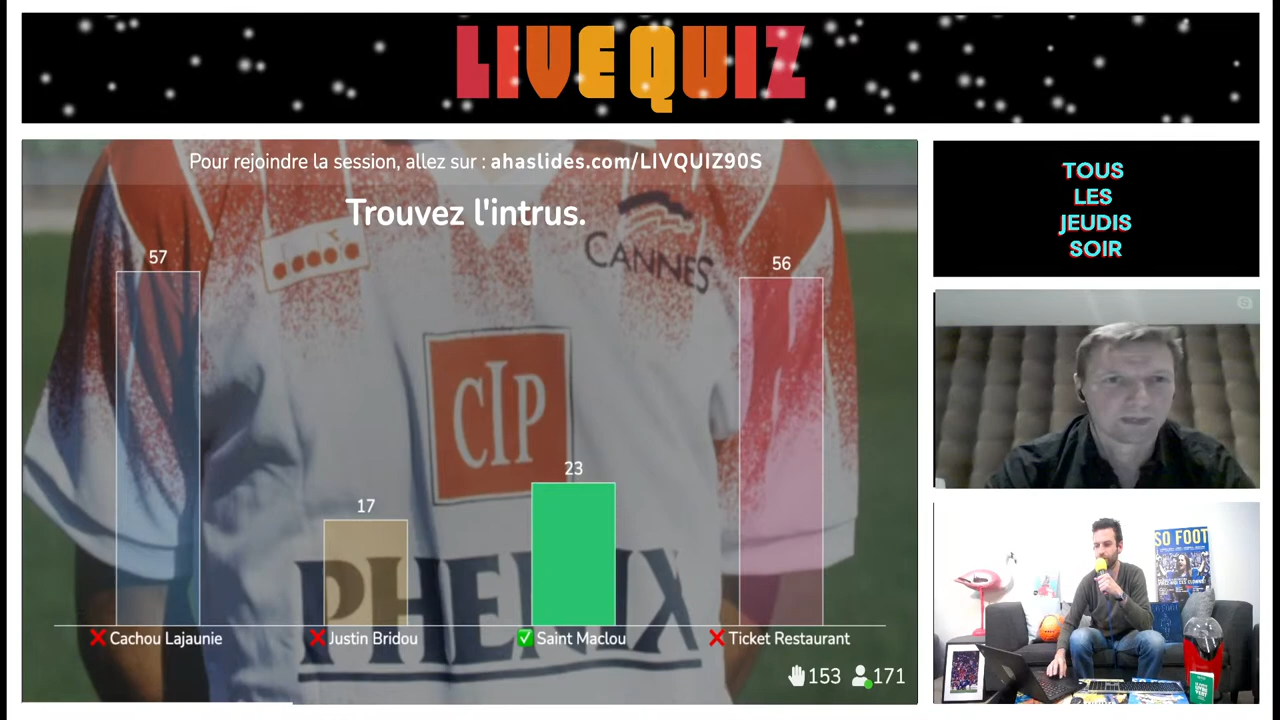 LIVE QUIZ
Pour rejoindre la session, allez sur : ahaslides.com/LIVQUIZ90S
Trouvez l'intrus.
diadora
CANNES
57
56
CIP
23
17
PHENIX
Cachou Lajaunie
Justin Bridou
Saint Maclou
Ticket Restaurant
153
171
TOUS
LES
JEUDIS
SOIR
SO FOOT